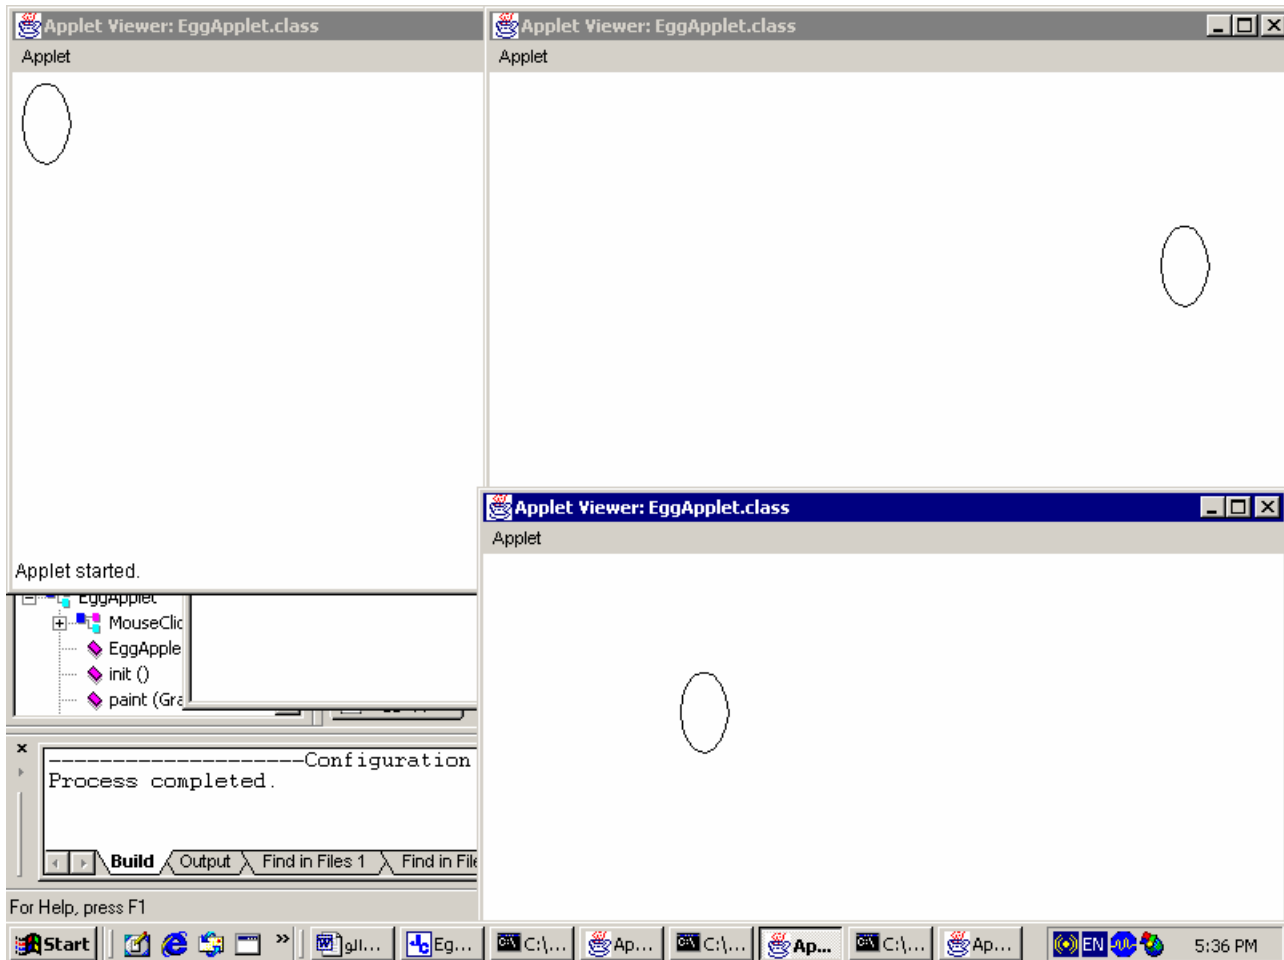 Applet Viewer: EggApplet.class
Applet
Applet started.
Applet Viewer: EggApplet.class
Applet
Applet Viewer: EggApplet.class
Applet
EggApplet
MouseClic
EggApple
init ()
paint (Gra
--------------------Configuration
Process completed.
Build Output Find in Files 1 Find in File
For Help, press F1
Start » الو... Eg... C:\... Ap... C:\... Ap... C:\... Ap... EN 5:36 PM